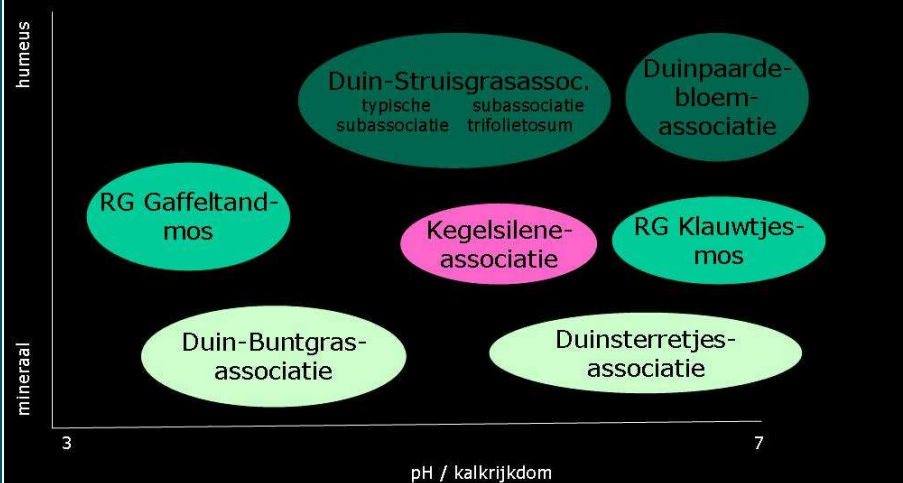 humeus
Duin-Struisgrasassoc.
typische subassociatie
subassociatie trifolietosum
Duinpaarde-
bloem-
associatie
RG Gaffeltand-
mos
Kegelsilene-
associatie
RG Klauwtjes-
mos
Duin-Buntgras-
associatie
Duinsterretjes-
associatie
mineraal
3
7
pH / kalkrijkdom